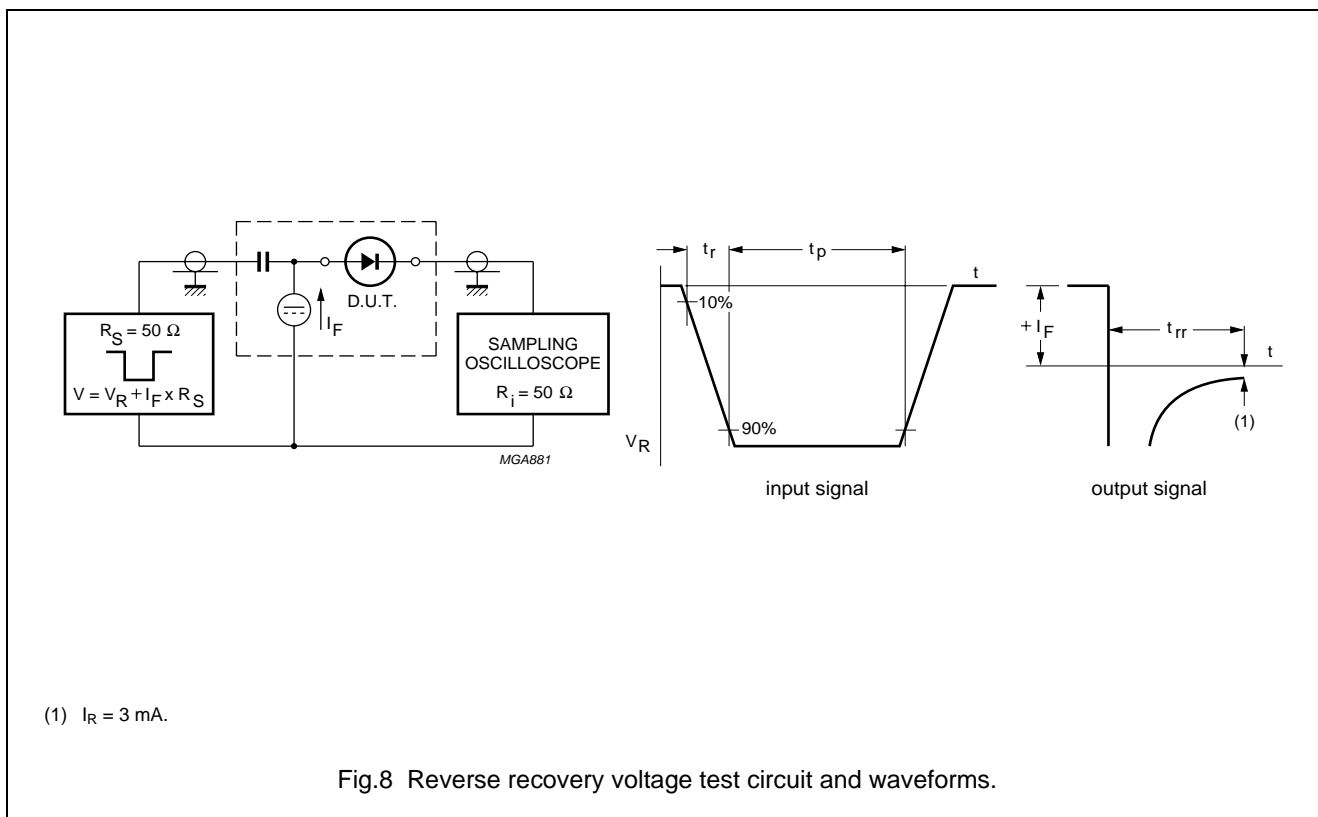 R_S = 50 Ω
V = V_R + I_F x R_S
I_F
D.U.T.
SAMPLING
OSCILLOSCOPE
R_i = 50 Ω
MGA881
t_r
t_p
t
10%
90%
V_R
input signal
+ I_F
t_rr
t
(1)
output signal
(1) I_R = 3 mA.
Fig.8 Reverse recovery voltage test circuit and waveforms.